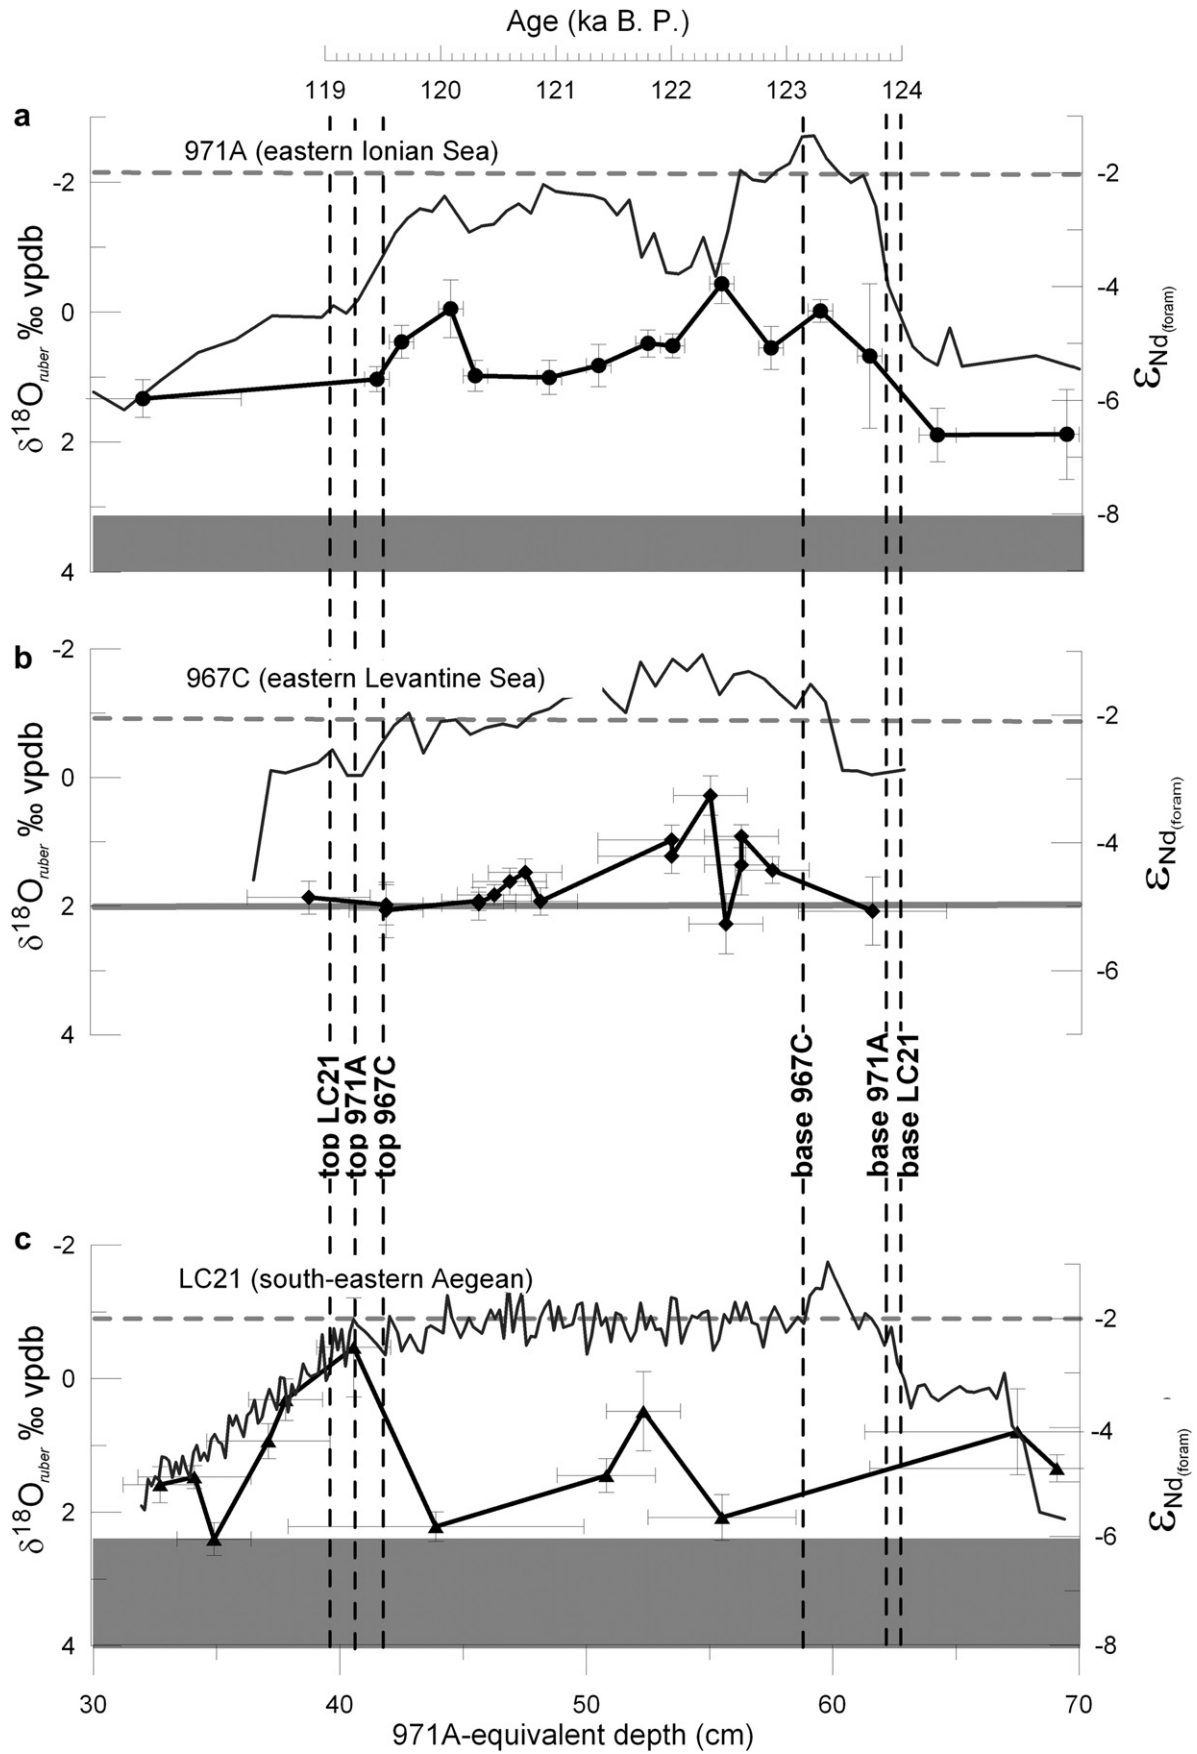 Age (ka B. P.)
119 120 121 122 123 124
a
971A (eastern Ionian Sea)
-2
0
2
4
δ18Oruber ‰ vpdb
-2
-4
-6
-8
εNd(foram)
b
967C (eastern Levantine Sea)
-2
0
2
4
δ18Oruber ‰ vpdb
-2
-4
-6
εNd(foram)
top LC21
top 971A
top 967C
base 967C
base 971A
base LC21
c
LC21 (south-eastern Aegean)
-2
0
2
4
δ18Oruber ‰ vpdb
-2
-4
-6
-8
εNd(foram)
30 40 50 60 70
971A-equivalent depth (cm)